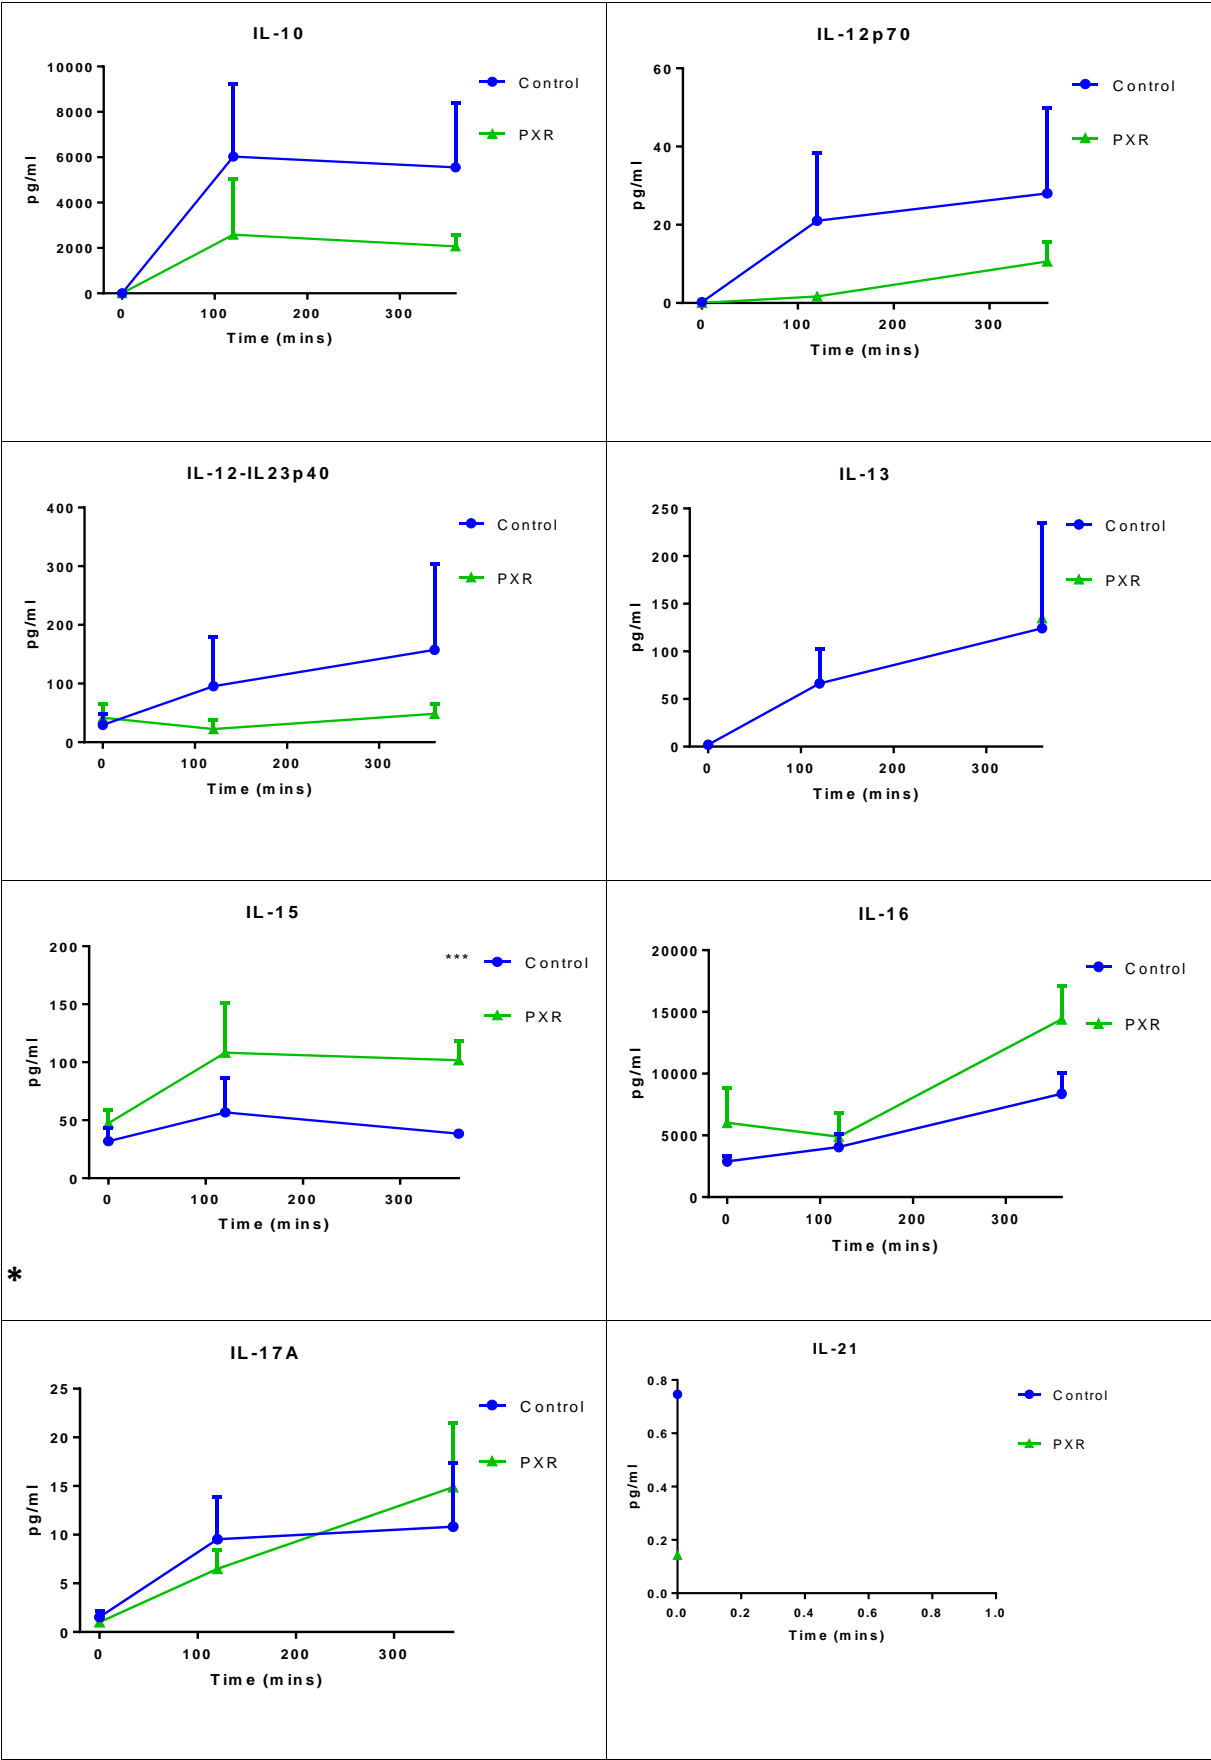 IL-10
10000
8000
6000
4000
2000
0
pg/ml
0 100 200 300
Time (mins)
Control
PXR
IL-12p70
60
40
20
0
pg/ml
0 100 200 300
Time (mins)
Control
PXR
IL-12-IL23p40
400
300
200
100
0
pg/ml
0 100 200 300
Time (mins)
Control
PXR
IL-13
250
200
150
100
50
0
pg/ml
0 100 200 300
Time (mins)
Control
PXR
IL-15
200
150
100
50
0
pg/ml
0 100 200 300
Time (mins)
***
Control
PXR
*
IL-16
20000
15000
10000
5000
0
pg/ml
0 100 200 300
Time (mins)
Control
PXR
IL-17A
25
20
15
10
5
0
pg/ml
0 100 200 300
Time (mins)
Control
PXR
IL-21
0.8
0.6
0.4
0.2
0.0
pg/ml
0.0 0.2 0.4 0.6 0.8 1.0
Time (mins)
Control
PXR